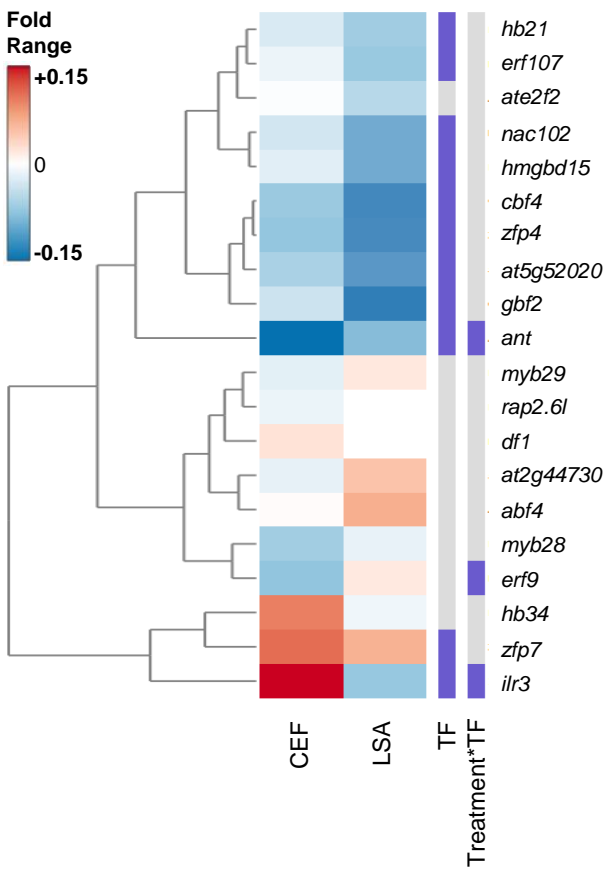 Fold
Range
+0.15
0
-0.15
hb21
erf107
ate2f2
nac102
hmgbd15
cbf4
zfp4
at5g52020
gbf2
ant
myb29
rap2.6l
df1
at2g44730
abf4
myb28
erf9
hb34
zfp7
ilr3
CEF
LSA
TF
Treatment*TF